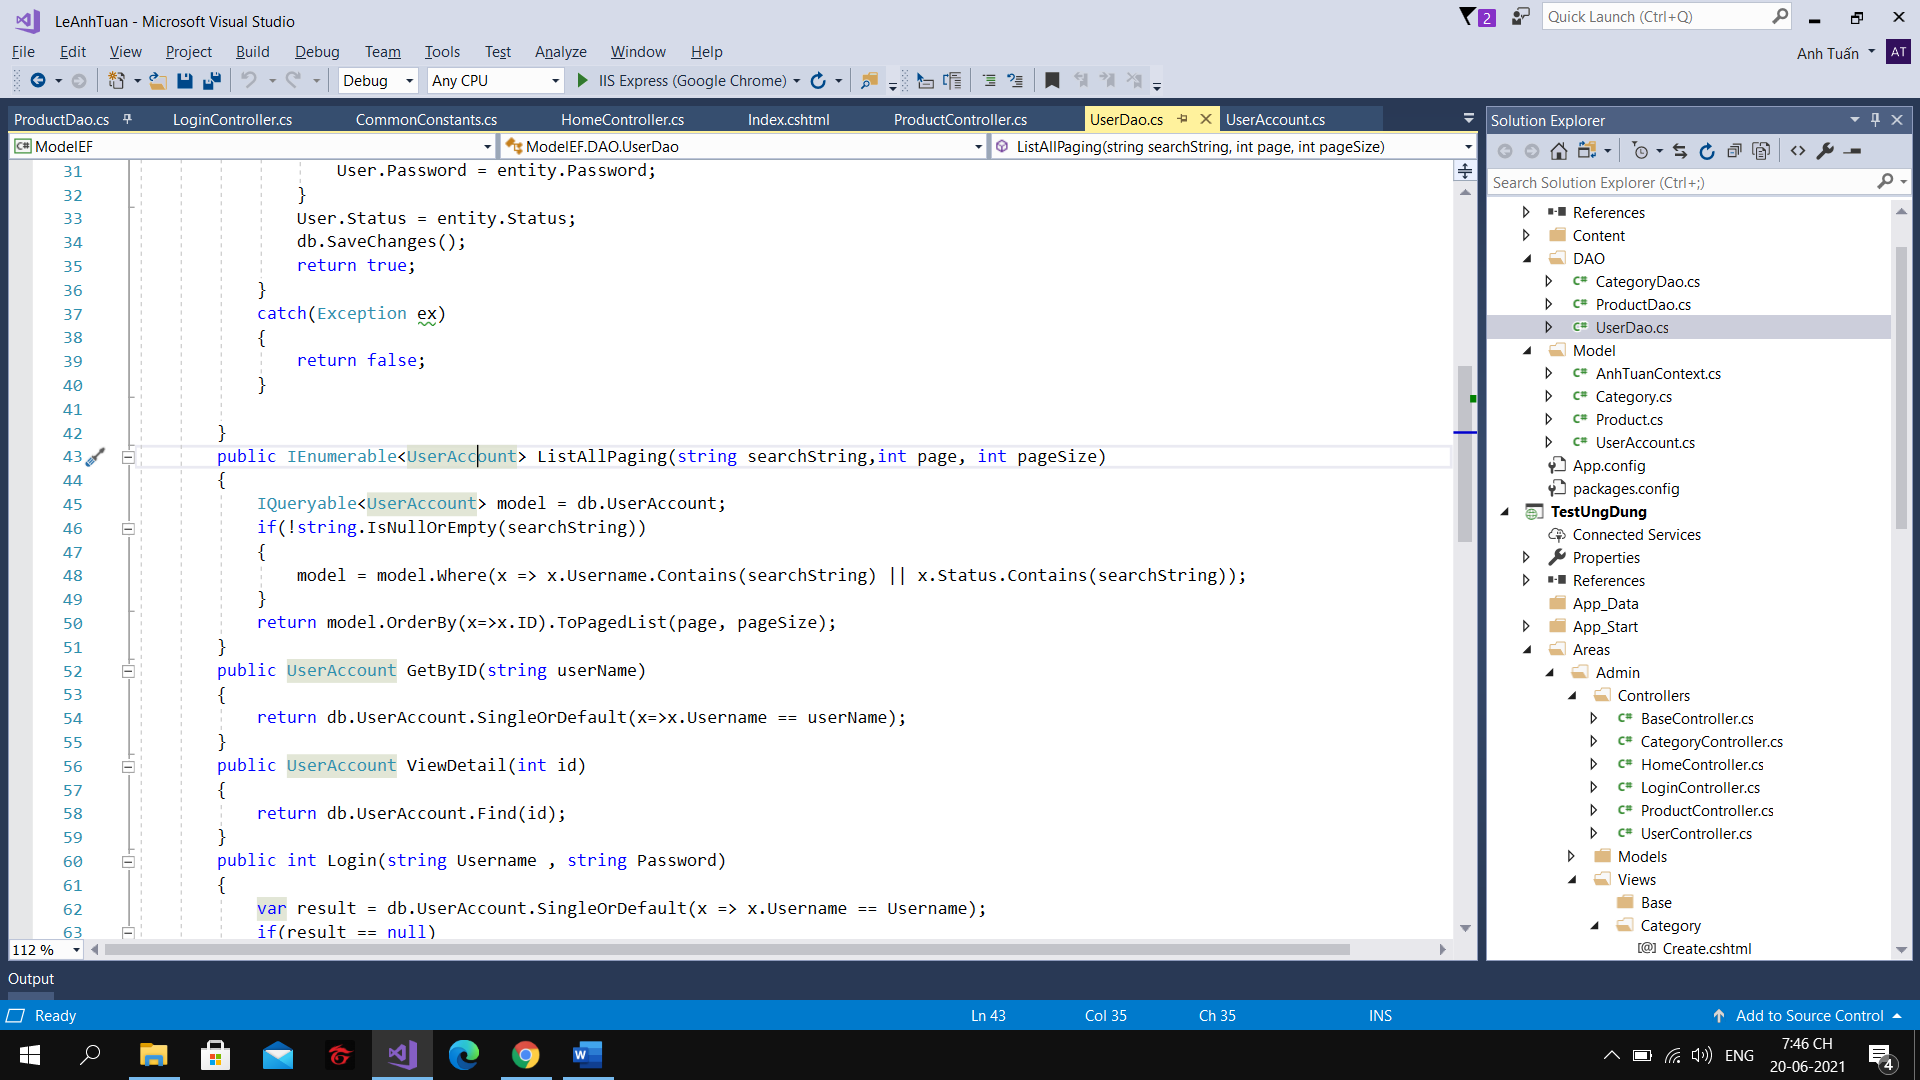 LeAnhTuan - Microsoft Visual Studio
2
Quick Launch (Ctrl+Q)
File Edit View Project Build Debug Team Tools Test Analyze Window Help
Anh Tuấn AT
Debug Any CPU IIS Express (Google Chrome)
ProductDao.cs LoginController.cs CommonConstants.cs HomeController.cs Index.cshtml ProductController.cs UserDao.cs UserAccount.cs
ModelEF ModelEF.DAO.UserDao ListAllPaging(string searchString, int page, int pageSize)
31 User.Password = entity.Password;
32 }
33 User.Status = entity.Status;
34 db.SaveChanges();
35 return true;
36 }
37 catch(Exception ex)
38 {
39 return false;
40 }
41
42 }
43 public IEnumerable<UserAccount> ListAllPaging(string searchString,int page, int pageSize)
44 {
45 IQueryable<UserAccount> model = db.UserAccount;
46 if(!string.IsNullOrEmpty(searchString))
47 {
48 model = model.Where(x => x.Username.Contains(searchString) || x.Status.Contains(searchString));
49 }
50 return model.OrderBy(x=>x.ID).ToPagedList(page, pageSize);
51 }
52 public UserAccount GetByID(string userName)
53 {
54 return db.UserAccount.SingleOrDefault(x=>x.Username == userName);
55 }
56 public UserAccount ViewDetail(int id)
57 {
58 return db.UserAccount.Find(id);
59 }
60 public int Login(string Username , string Password)
61 {
62 var result = db.UserAccount.SingleOrDefault(x => x.Username == Username);
63 if(result == null)
112 %
Solution Explorer
Search Solution Explorer (Ctrl+;)
References
Content
DAO
C# CategoryDao.cs
C# ProductDao.cs
C# UserDao.cs
Model
C# AnhTuanContext.cs
C# Category.cs
C# Product.cs
C# UserAccount.cs
App.config
packages.config
TestUngDung
Connected Services
Properties
References
App_Data
App_Start
Areas
Admin
Controllers
C# BaseController.cs
C# CategoryController.cs
C# HomeController.cs
C# LoginController.cs
C# ProductController.cs
C# UserController.cs
Models
Views
Base
Category
[@] Create.cshtml
Output
Ready Ln 43 Col 35 Ch 35 INS Add to Source Control
ENG
7:46 CH
20-06-2021
4